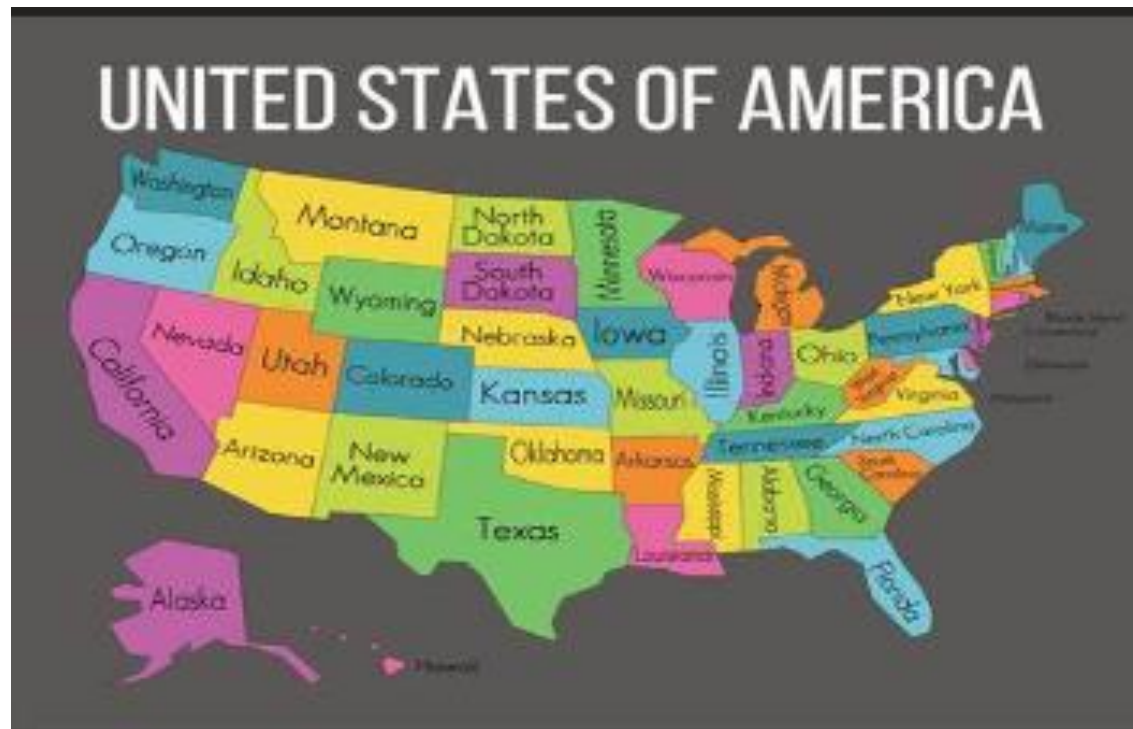 UNITED STATES OF AMERICA
Washington
Montana
North
Dakota
Minnesota
Maine
Oregon
Idaho
South
Dakota
Wisconsin
Michigan
New York
Wyoming
Nebraska
Iowa
Pennsylvania
Nevada
Utah
Colorado
Illinois
Indiana
Ohio
California
Kansas
Missouri
Kentucky
Virginia
Arizona
New
Mexico
Oklahoma
Arkansas
Tennessee
North Carolina
South
Carolina
Texas
Mississippi
Alabama
Georgia
Louisiana
Florida
Alaska
Hawaii